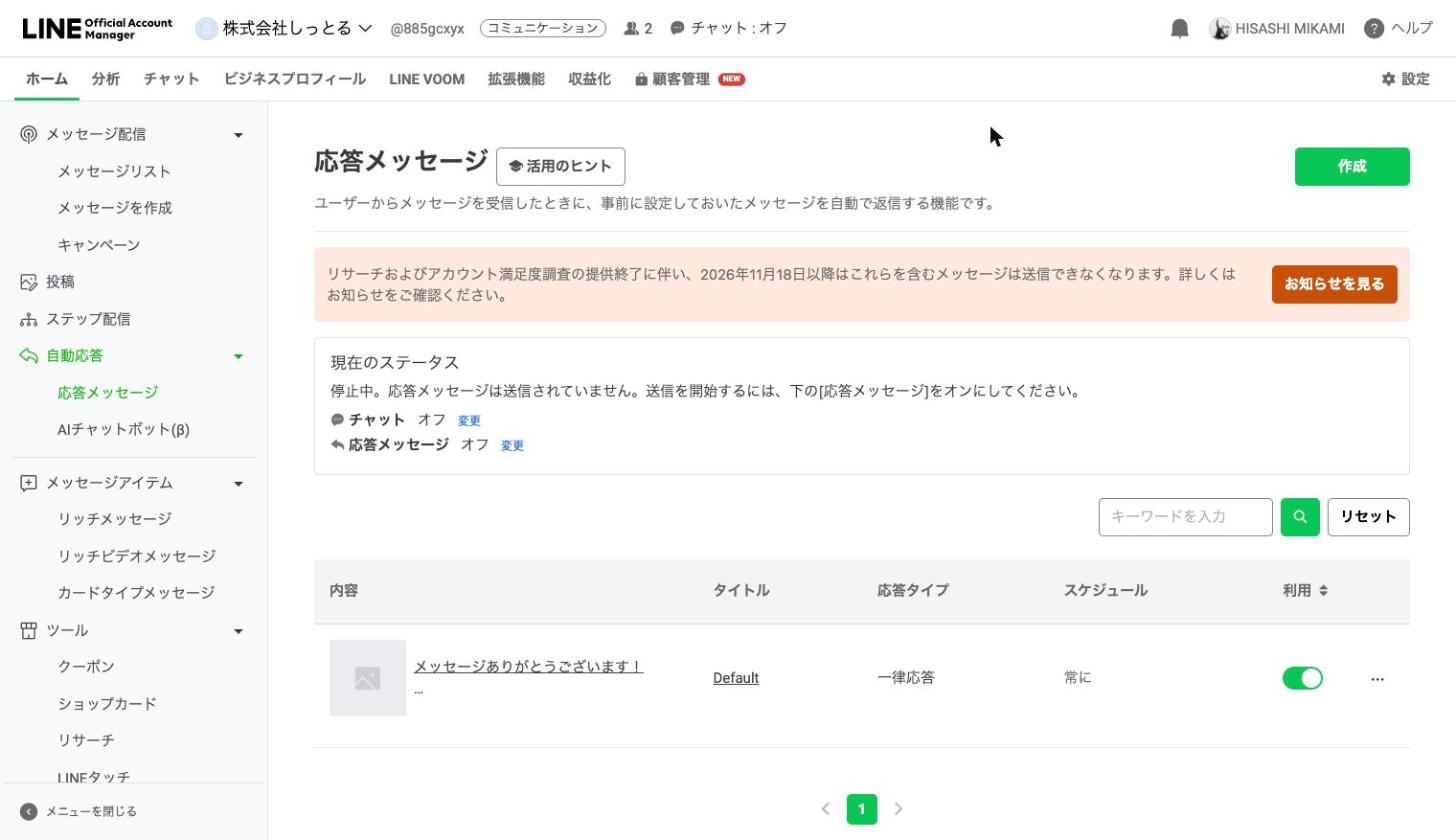 LINE Official Account Manager
株式会社しっとる
@885gcxyx
コミュニケーション
2
チャット : オフ
HISASHI MIKAMI
ヘルプ
ホーム
分析
チャット
ビジネスプロフィール
LINE VOOM
拡張機能
収益化
顧客管理
NEW
設定
メッセージ配信
メッセージリスト
メッセージを作成
キャンペーン
投稿
ステップ配信
自動応答
応答メッセージ
AIチャットボット(β)
メッセージアイテム
リッチメッセージ
リッチビデオメッセージ
カードタイプメッセージ
ツール
クーポン
ショップカード
リサーチ
LINEタッチ
メニューを閉じる
応答メッセージ
活用のヒント
作成
ユーザーからメッセージを受信したときに、事前に設定しておいたメッセージを自動で返信する機能です。
リサーチおよびアカウント満足度調査の提供終了に伴い、2026年11月18日以降はこれらを含むメッセージは送信できなくなります。詳しくは
お知らせをご確認ください。
お知らせを見る
現在のステータス
停止中。応答メッセージは送信されていません。送信を開始するには、下の[応答メッセージ]をオンにしてください。
チャット オフ 変更
応答メッセージ オフ 変更
キーワードを入力
リセット
内容
タイトル
応答タイプ
スケジュール
利用
メッセージありがとうございます！
...
Default
一律応答
常に
...
1